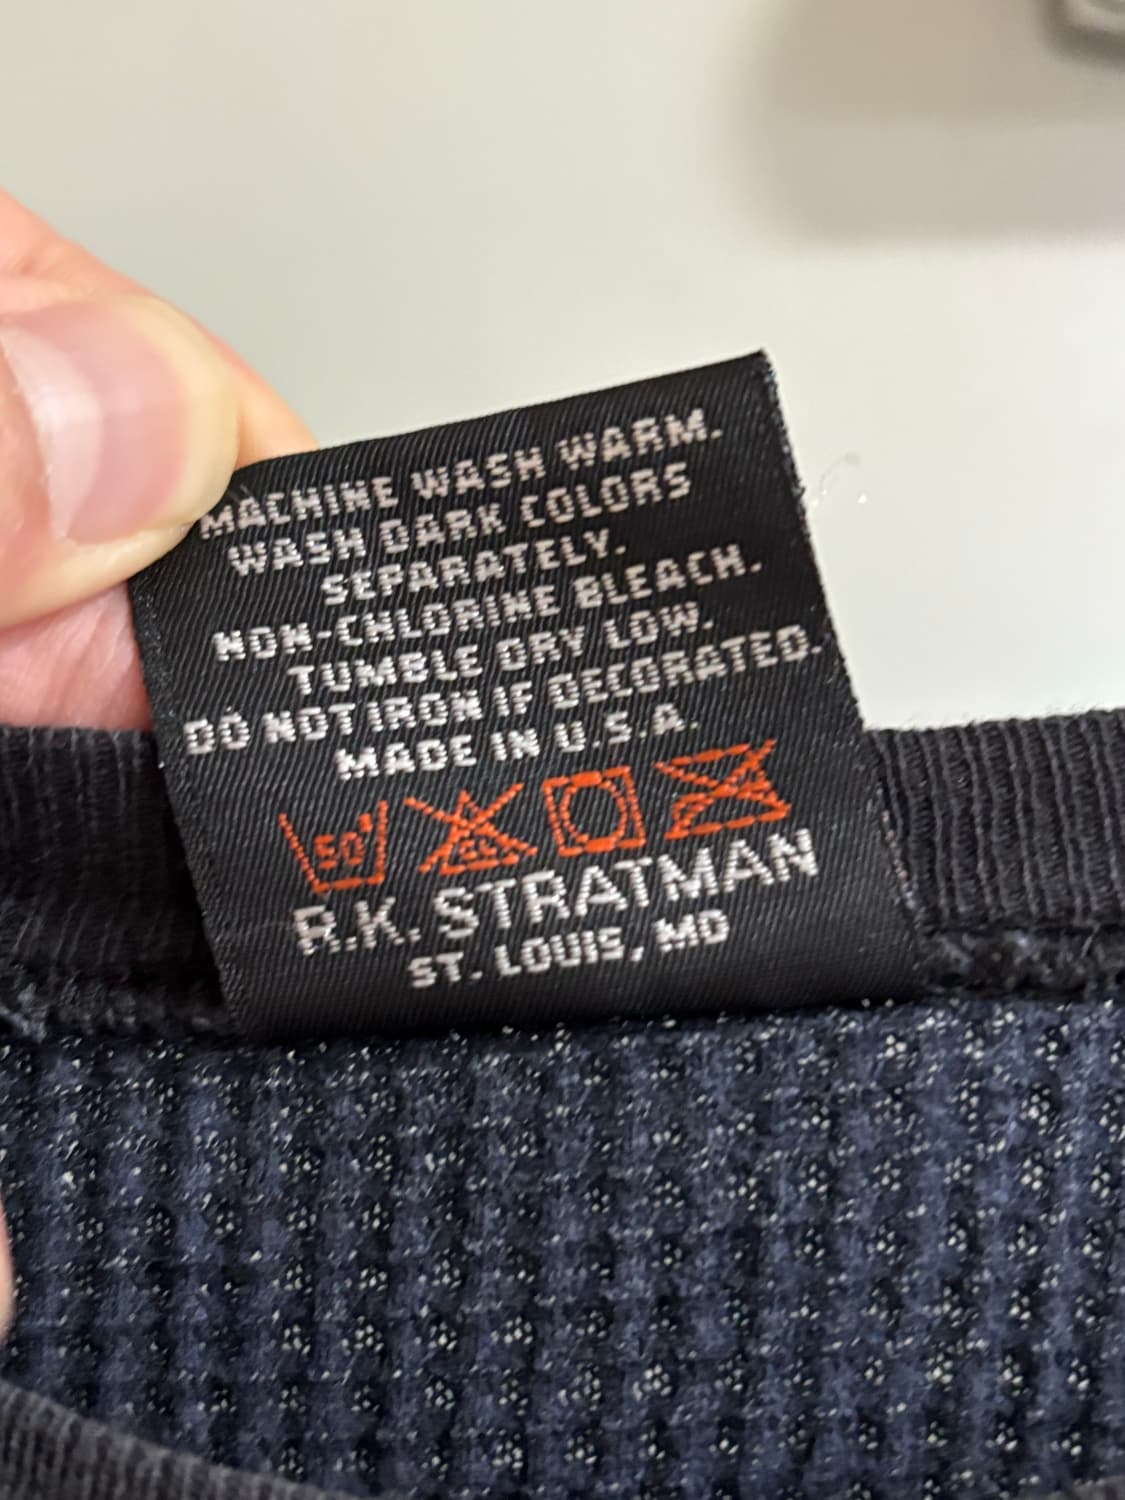 MACHINE WASH WARM.
WASH DARK COLORS
SEPARATELY.
NON-CHLORINE BLEACH.
TUMBLE DRY LOW.
DO NOT IRON IF DECORATED.
MADE IN U.S.A.
50° CL
R.K. STRATMAN
ST. LOUIS, MO